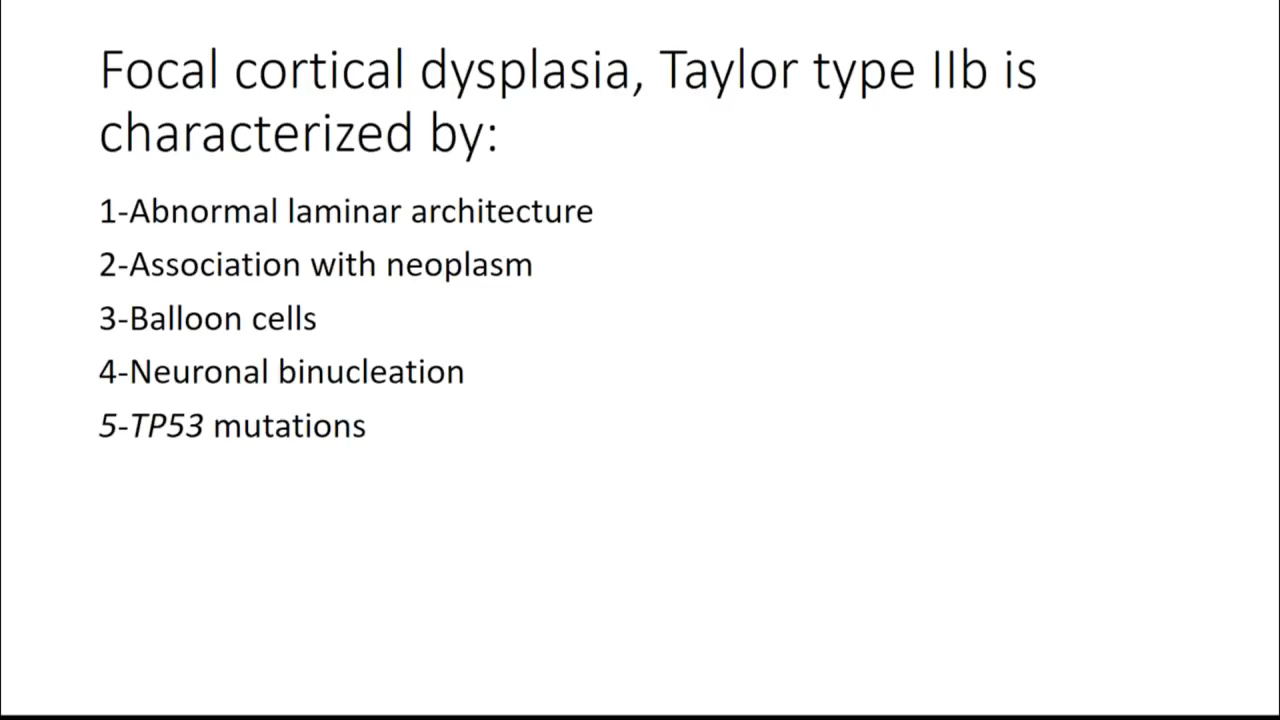 Focal cortical dysplasia, Taylor type IIb is
characterized by:
1-Abnormal laminar architecture
2-Association with neoplasm
3-Balloon cells
4-Neuronal binucleation
5-TP53 mutations